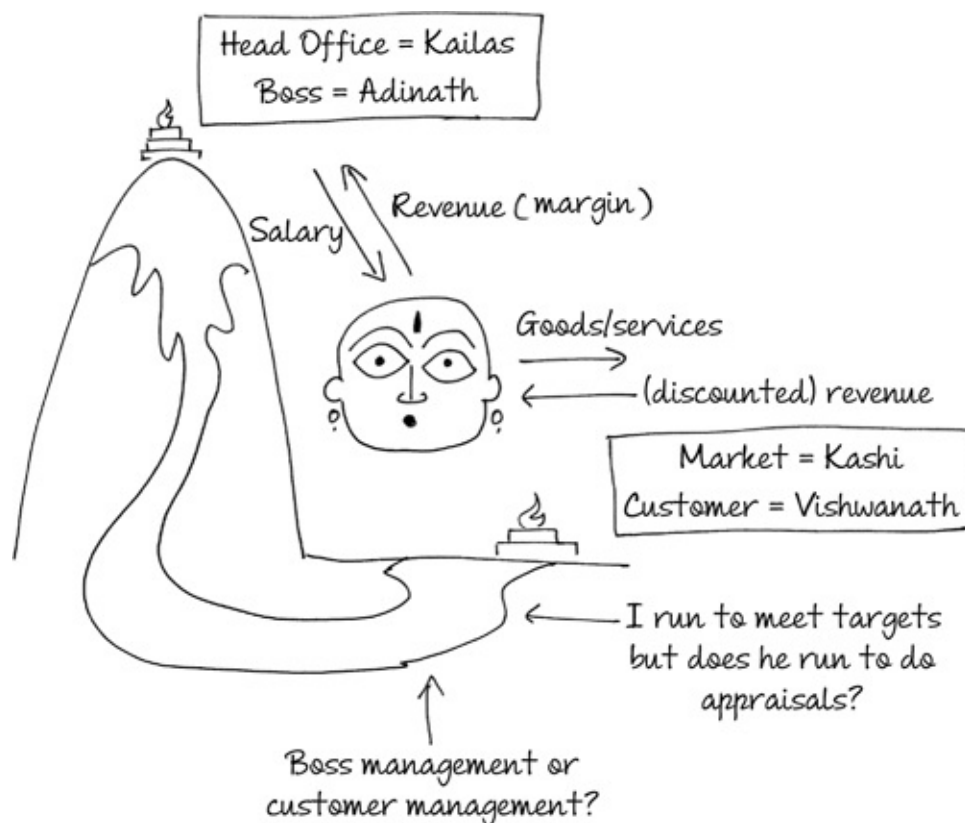 Head Office = Kailas
Boss = Adinath
Salary
Revenue (margin)
Goods/services
(discounted) revenue
Market = Kashi
Customer = Vishwanath
I run to meet targets
but does he run to do
appraisals?
Boss management or
customer management?